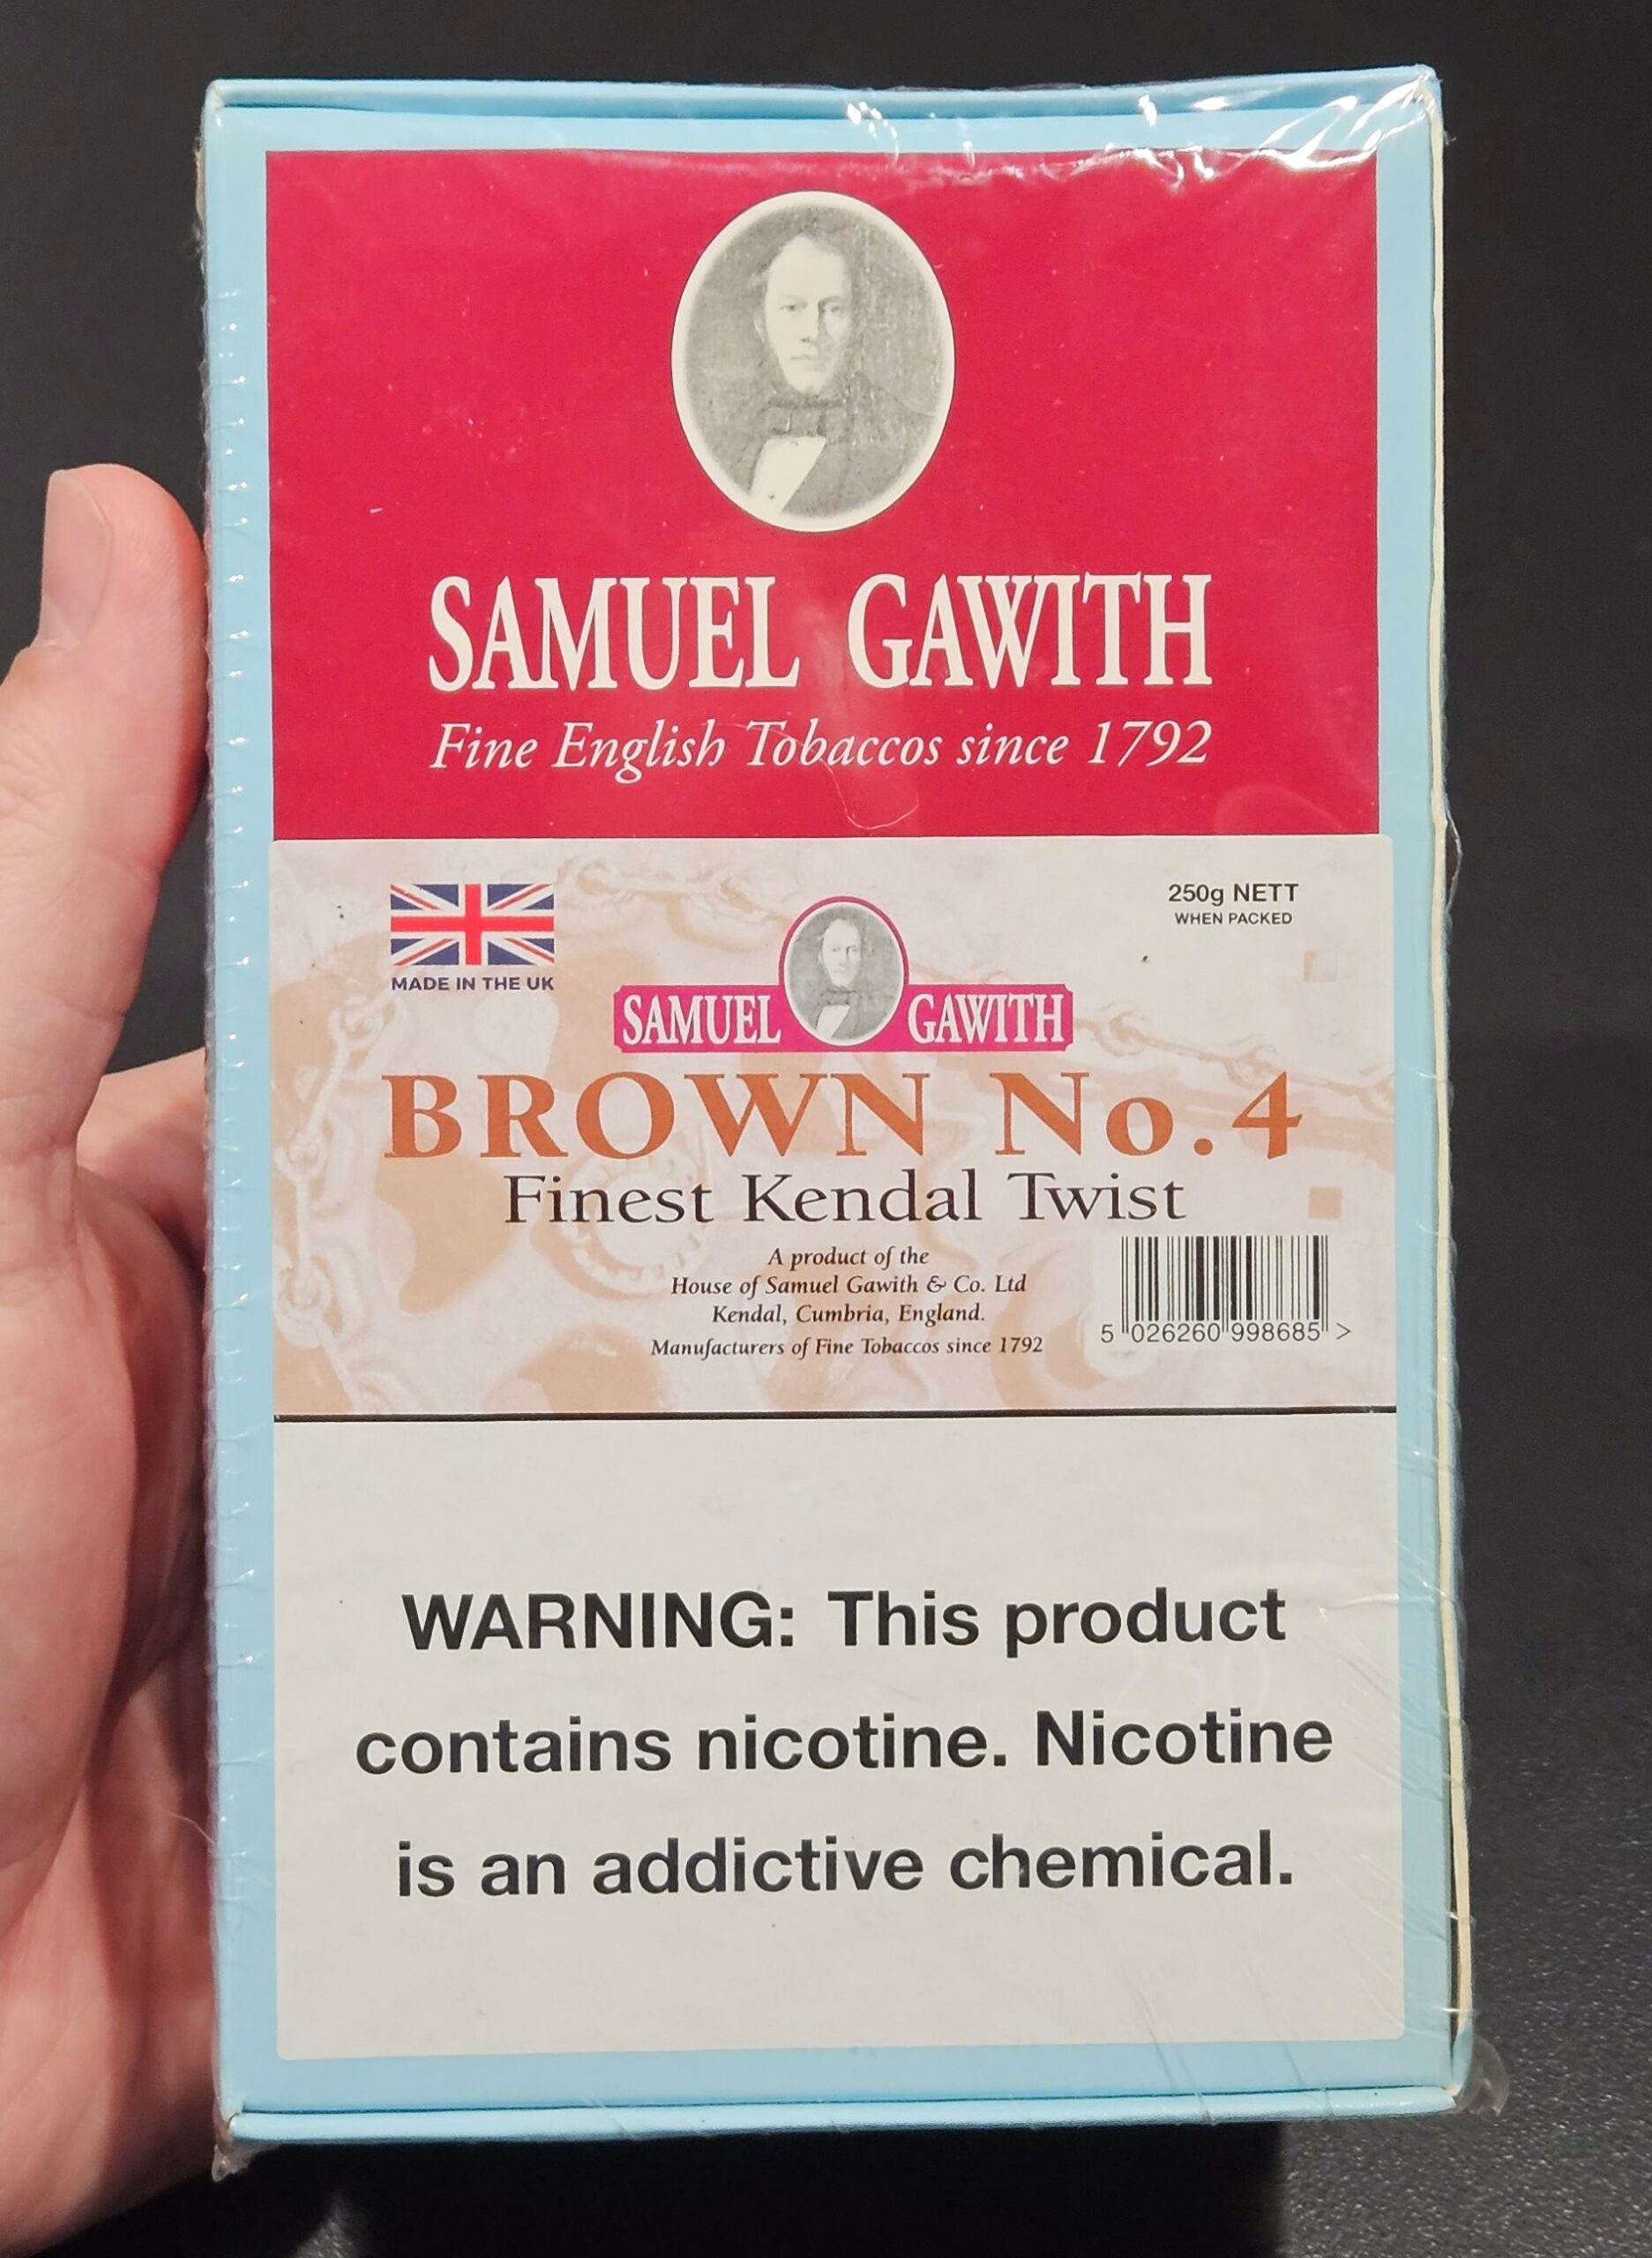 SAMUEL GAWITH
Fine English Tobaccos since 1792
250g NETT
WHEN PACKED
MADE IN THE UK
SAMUEL GAWITH
BROWN No. 4
Finest Kendal Twist
A product of the
House of Samuel Gawith & Co. Ltd
Kendal, Cumbria, England.
Manufacturers of Fine Tobaccos since 1792
5 026260 998685 >
WARNING: This product
contains nicotine. Nicotine
is an addictive chemical.